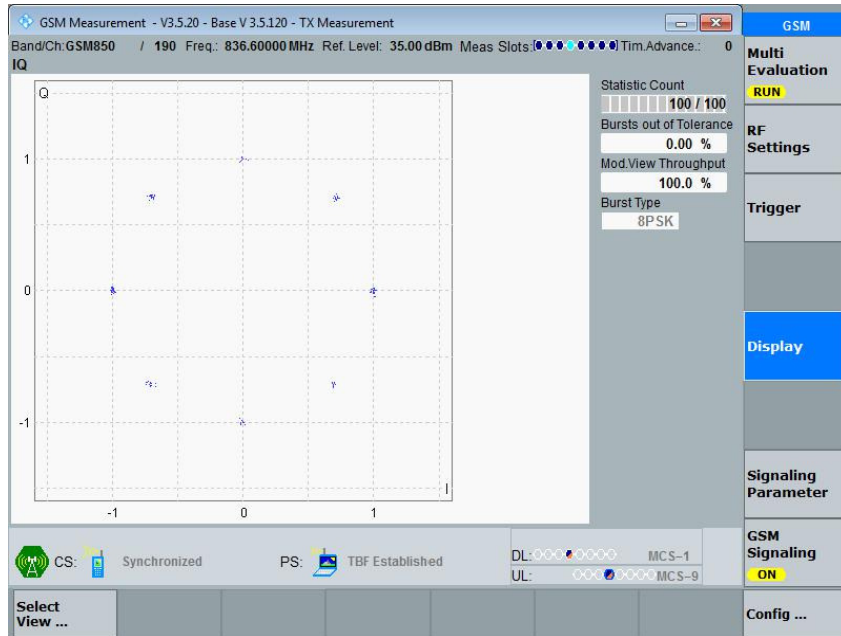 GSM Measurement - V3.5.20 - Base V 3.5.120 - TX Measurement
GSM
Band/Ch: GSM850 / 190 Freq.: 836.60000 MHz Ref. Level: 35.00 dBm Meas Slots: Tim.Advance.: 0
IQ
Multi
Evaluation
RUN
Q
Statistic Count
100 / 100
Bursts out of Tolerance
0.00 %
Mod.View Throughput
100.0 %
Burst Type
8PSK
RF
Settings
Trigger
1
0
-1
Display
I
-1 0 1
Signaling
Parameter
CS: Synchronized PS: TBF Established
DL: MCS-1
UL: MCS-9
GSM
Signaling
ON
Select
View ...
Config ...